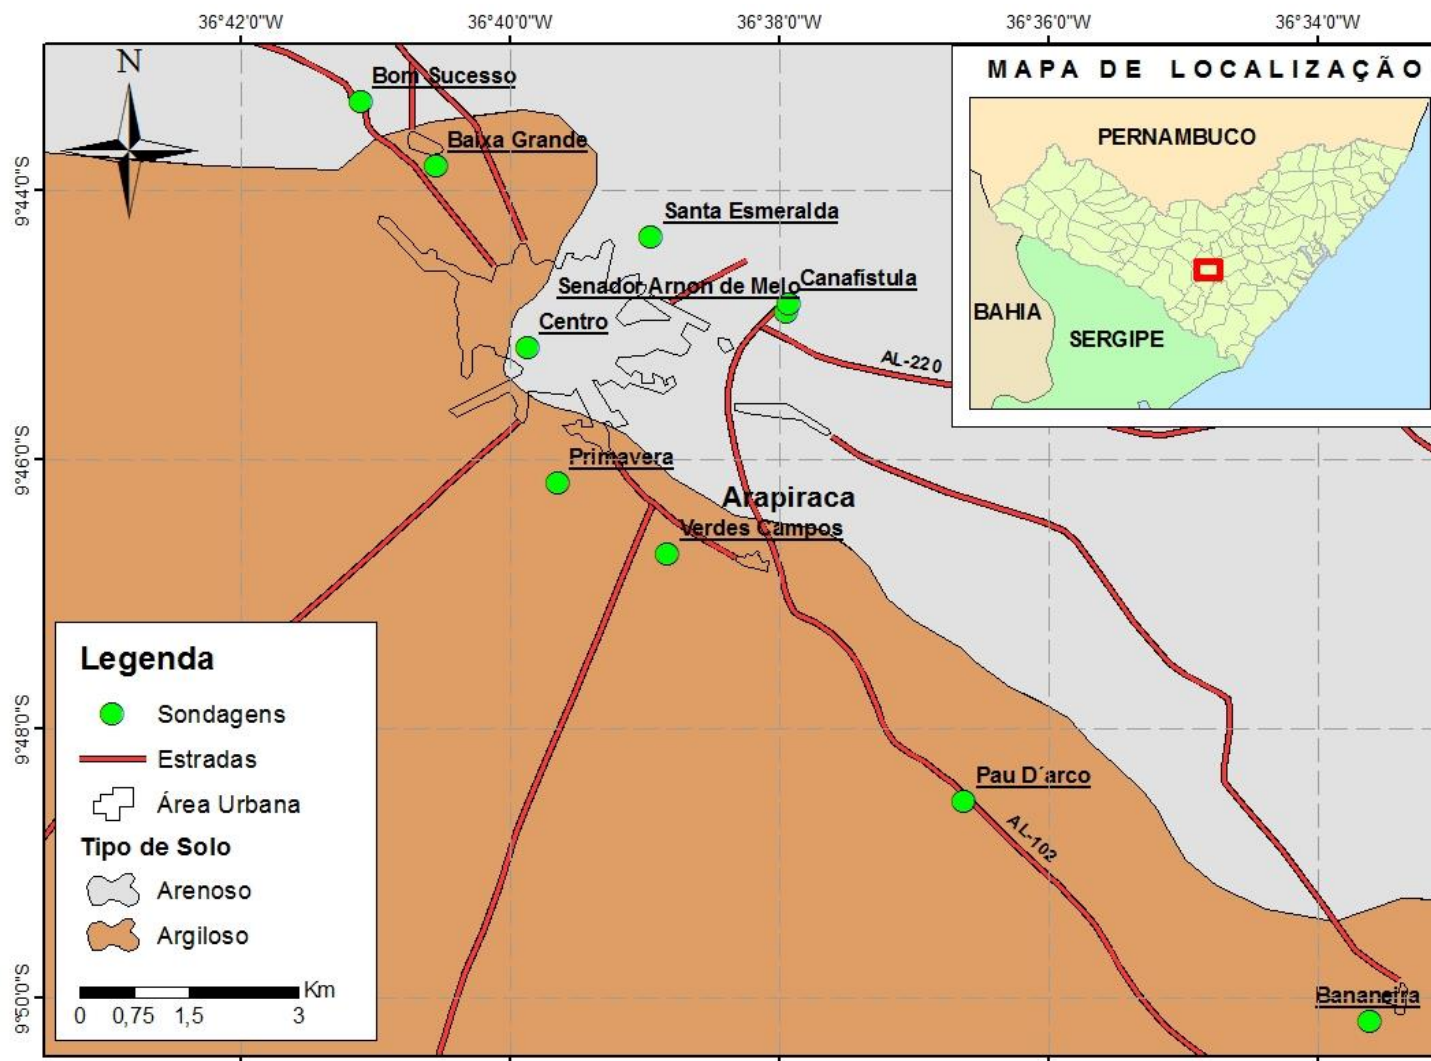 36°42'0"W
36°40'0"W
36°38'0"W
36°36'0"W
36°34'0"W
N
Bom Sucesso
Baixa Grande
9°44'0"S
Santa Esmeralda
Senador Arnon de Melo
Canafístula
Centro
AL-220
9°46'0"S
Primavera
Arapiraca
Verdes Campos
9°48'0"S
Pau D´arco
AL-102
9°50'0"S
Bananeira
MAPA DE LOCALIZAÇÃO
PERNAMBUCO
BAHIA
SERGIPE
Legenda
Sondagens
Estradas
Área Urbana
Tipo de Solo
Arenoso
Argiloso
Km
0 0,75 1,5 3